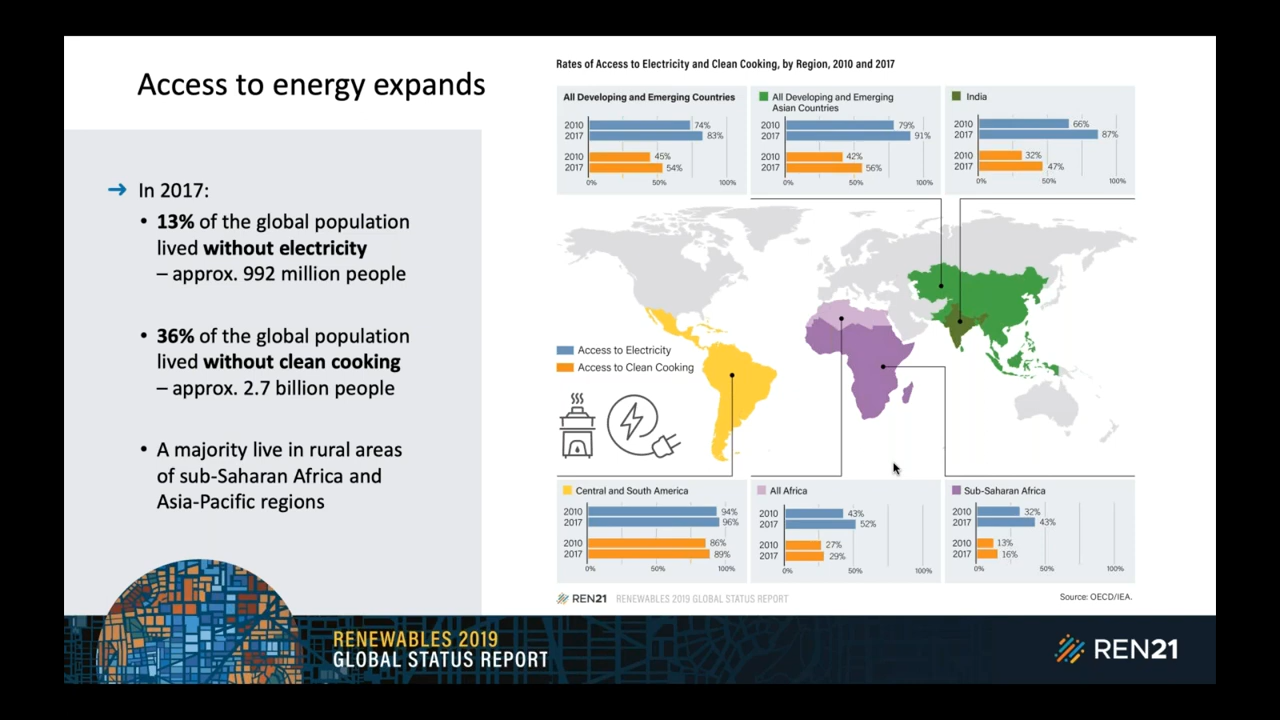 Access to energy expands
In 2017:
• 13% of the global population
lived without electricity
– approx. 992 million people
• 36% of the global population
lived without clean cooking
– approx. 2.7 billion people
• A majority live in rural areas
of sub-Saharan Africa and
Asia-Pacific regions
Rates of Access to Electricity and Clean Cooking, by Region, 2010 and 2017
All Developing and Emerging Countries
2010 74%
2017 83%
2010 45%
2017 54%
0% 50% 100%
All Developing and Emerging
Asian Countries
2010 79%
2017 91%
2010 42%
2017 56%
0% 50% 100%
India
2010 66%
2017 87%
2010 32%
2017 47%
0% 50% 100%
Access to Electricity
Access to Clean Cooking
Central and South America
2010 94%
2017 96%
2010 86%
2017 89%
0% 50% 100%
All Africa
2010 43%
2017 52%
2010 27%
2017 29%
0% 50% 100%
Sub-Saharan Africa
2010 32%
2017 43%
2010 13%
2017 16%
0% 50% 100%
REN21 RENEWABLES 2019 GLOBAL STATUS REPORT
Source: OECD/IEA.
RENEWABLES 2019
GLOBAL STATUS REPORT
REN21